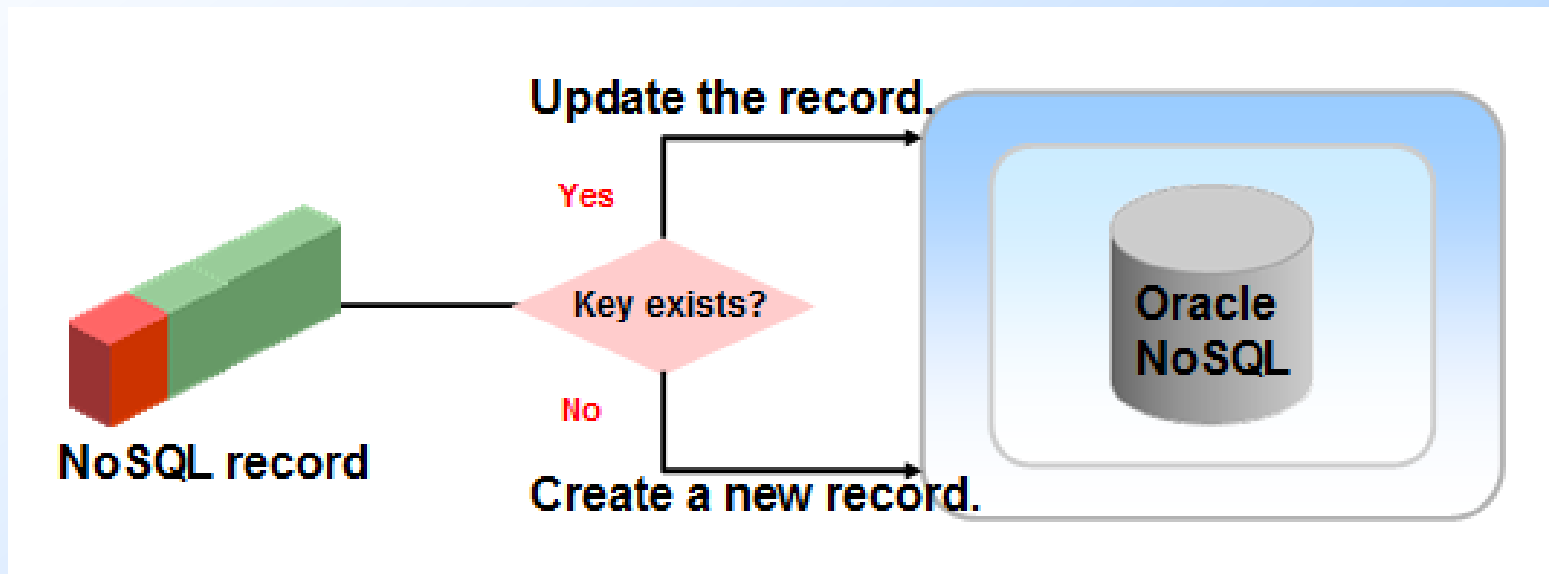 Update the record.
Yes
Key exists?
Oracle
NoSQL
No
NoSQL record
Create a new record.